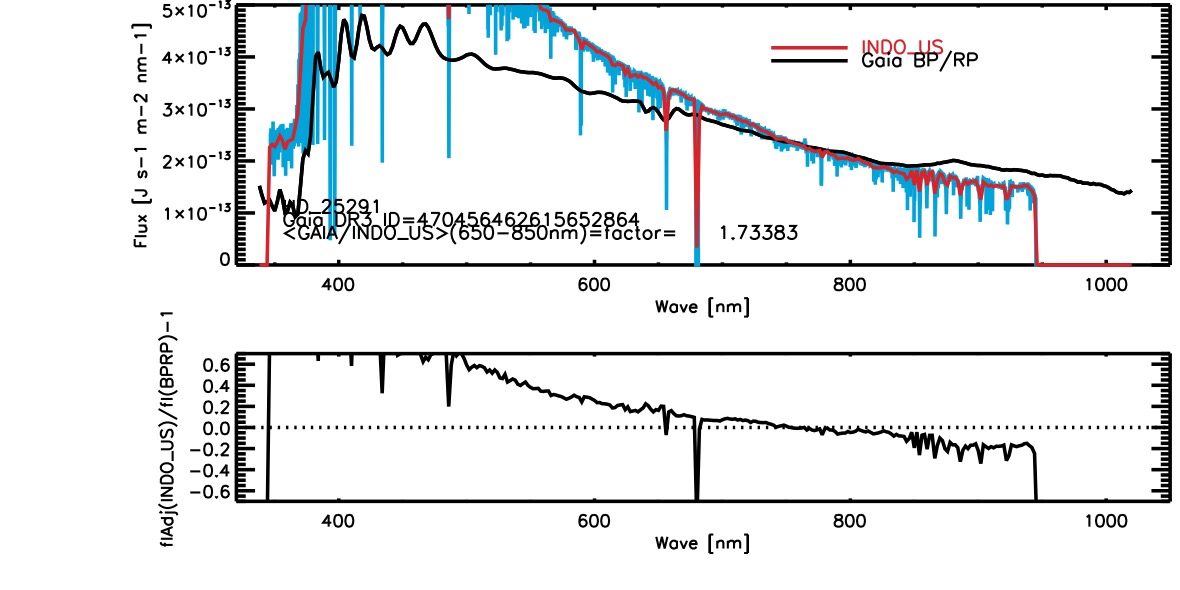 5×10−13
4×10−13
3×10−13
2×10−13
1×10−13
0
Flux [J s−1 m−2 nm−1]
INDO_US
Gaia BP/RP
HD_25291
Gaia DR3 ID=470456462615652864
<GAIA/INDO_US>(650−850nm)=factor= 1.73383
400 600 800 1000
Wave [nm]
flAdj(INDO_US)/fl(BPRP)−1
0.6
0.4
0.2
0.0
−0.2
−0.4
−0.6
400 600 800 1000
Wave [nm]